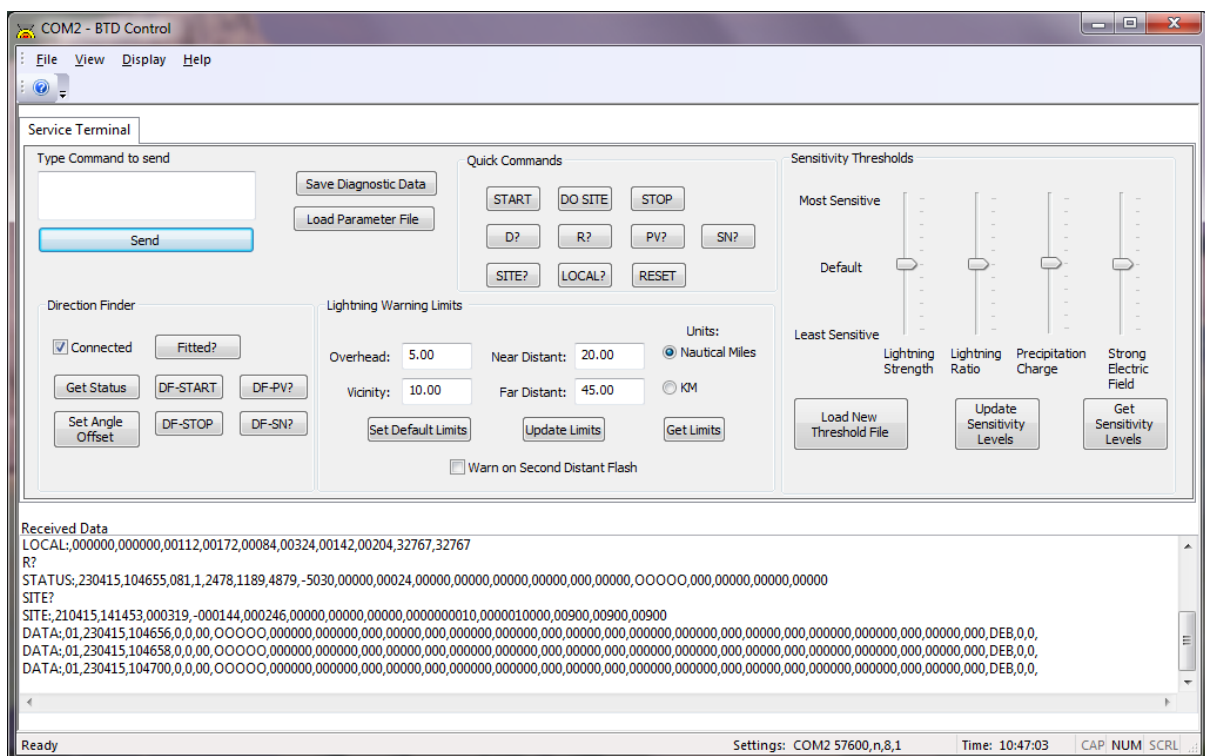 COM2 - BTD Control
File View Display Help
Service Terminal
Type Command to send
Send
Save Diagnostic Data
Load Parameter File
Quick Commands
START DO SITE STOP
D? R? PV? SN?
SITE? LOCAL? RESET
Sensitivity Thresholds
Most Sensitive
Default
Least Sensitive
Lightning Strength
Lightning Ratio
Precipitation Charge
Strong Electric Field
Load New Threshold File
Update Sensitivity Levels
Get Sensitivity Levels
Direction Finder
Connected Fitted?
Get Status DF-START DF-PV?
Set Angle Offset DF-STOP DF-SN?
Lightning Warning Limits
Units:
Overhead: 5.00 Near Distant: 20.00 Nautical Miles
Vicinity: 10.00 Far Distant: 45.00 KM
Set Default Limits Update Limits Get Limits
Warn on Second Distant Flash
Received Data
LOCAL:,000000,000000,00112,00172,00084,00324,00142,00204,32767,32767
R?
STATUS:,230415,104655,081,1,2478,1189,4879,-5030,00000,00024,00000,00000,00000,00000,000,00000,OOOOO,000,00000,00000,00000
SITE?
SITE:,210415,141453,000319,-000144,000246,00000,00000,00000,0000000010,0000010000,00900,00900,00900
DATA:,01,230415,104656,0,0,00,OOOOO,000000,000000,000,00000,000,000000,000000,000,00000,000,000000,000000,000,00000,000,000000,000000,000,00000,000,DEB,0,0,
DATA:,01,230415,104658,0,0,00,OOOOO,000000,000000,000,00000,000,000000,000000,000,00000,000,000000,000000,000,00000,000,000000,000000,000,00000,000,DEB,0,0,
DATA:,01,230415,104700,0,0,00,OOOOO,000000,000000,000,00000,000,000000,000000,000,00000,000,000000,000000,000,00000,000,000000,000000,000,00000,000,DEB,0,0,
Ready Settings: COM2 57600,n,8,1 Time: 10:47:03 CAP NUM SCRL